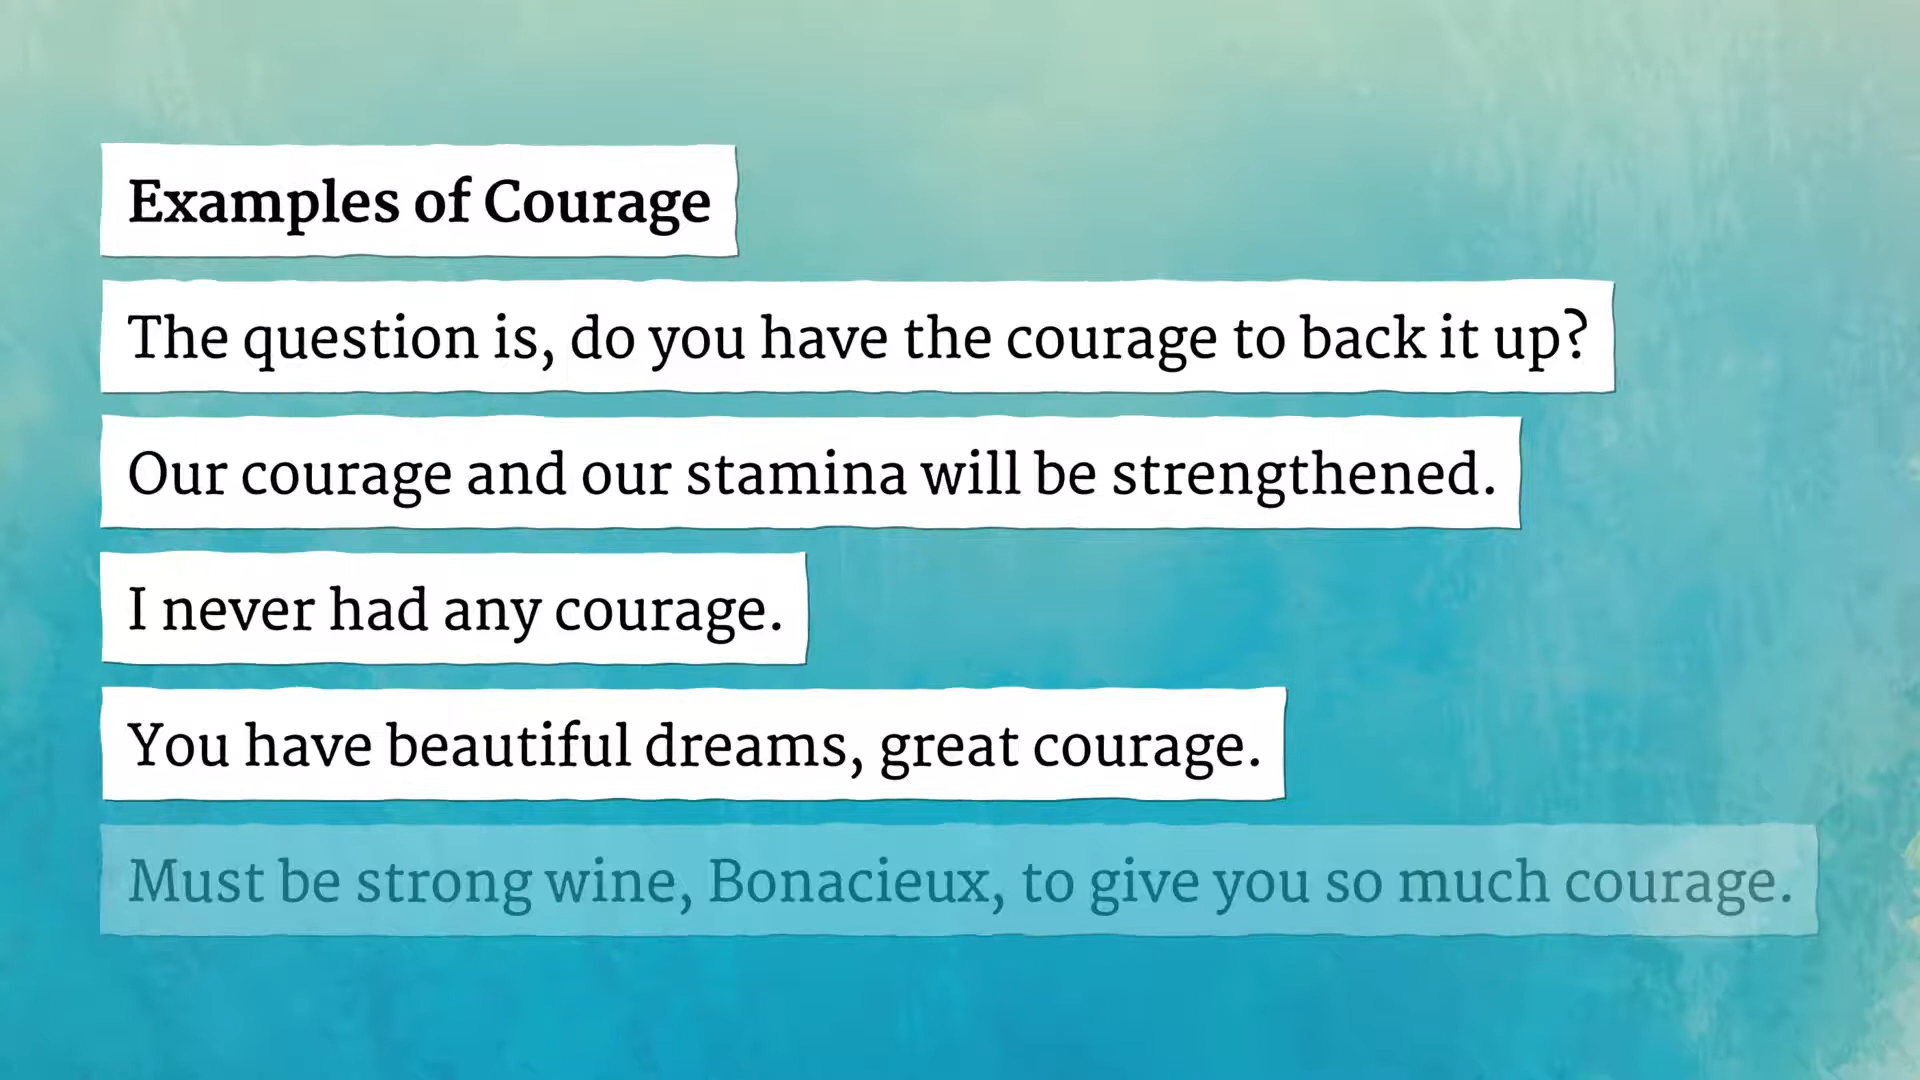 Examples of Courage
The question is, do you have the courage to back it up?
Our courage and our stamina will be strengthened.
I never had any courage.
You have beautiful dreams, great courage.
Must be strong wine, Bonacieux, to give you so much courage.